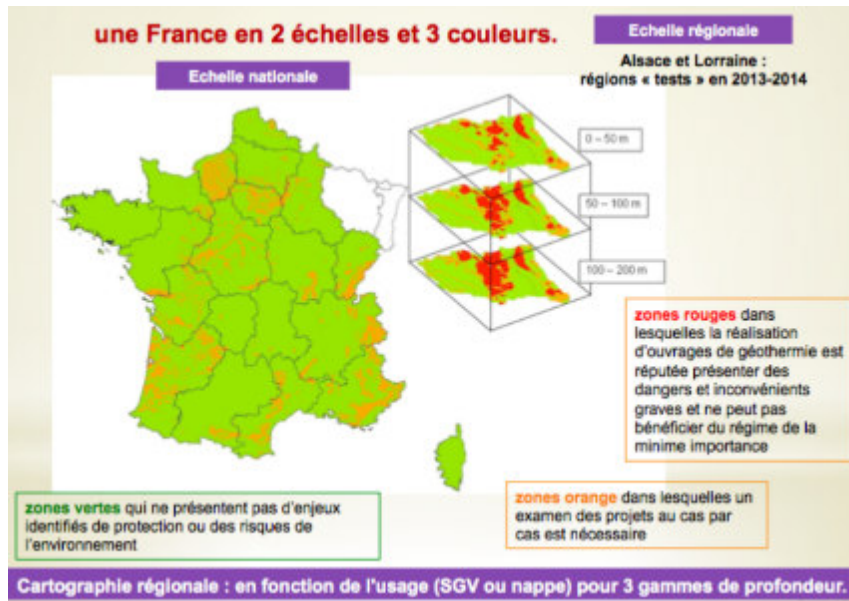 une France en 2 échelles et 3 couleurs.
Echelle régionale
Alsace et Lorraine :
régions « tests » en 2013-2014
Echelle nationale
0 – 50 m
50 – 100 m
100 – 200 m
zones rouges dans
lesquelles la réalisation
d'ouvrages de géothermie est
réputée présenter des
dangers et inconvénients
graves et ne peut pas
bénéficier du régime de la
minime importance
zones vertes qui ne présentent pas d'enjeux
identifiés de protection ou des risques de
l'environnement
zones orange dans lesquelles un
examen des projets au cas par
cas est nécessaire
Cartographie régionale : en fonction de l'usage (SGV ou nappe) pour 3 gammes de profondeur.